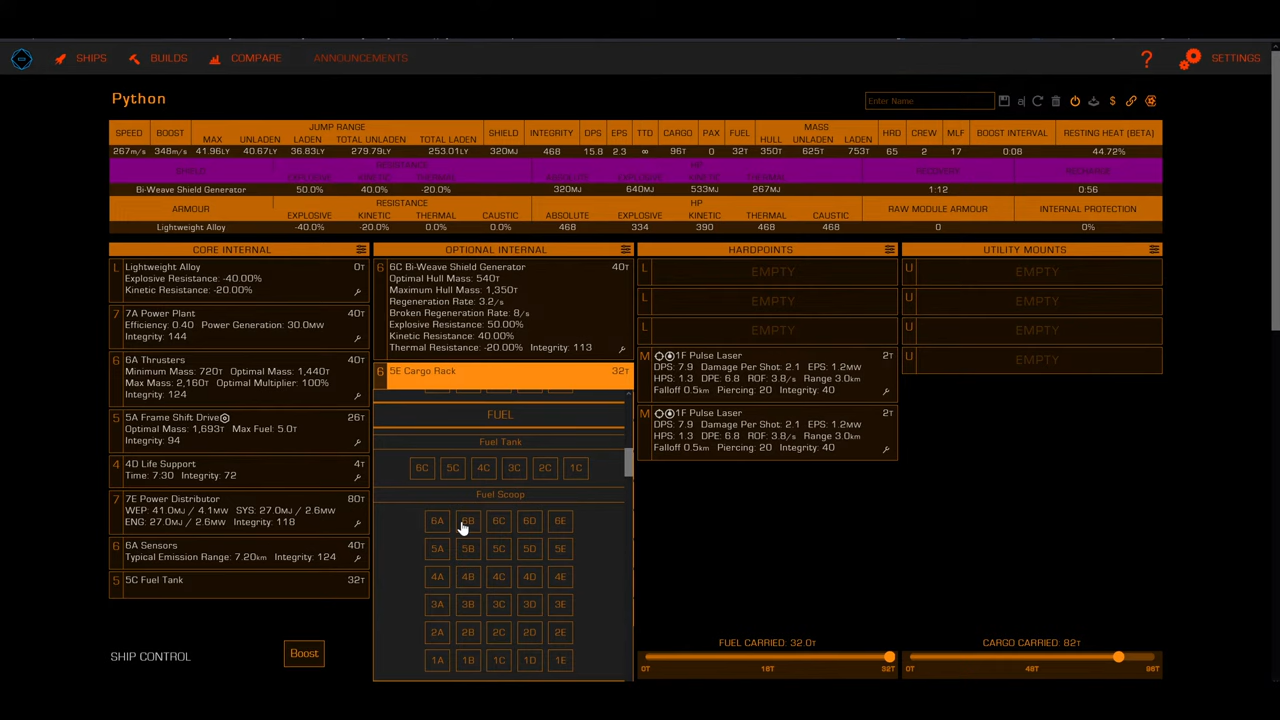 SHIPS BUILDS COMPARE ANNOUNCEMENTS ? SETTINGS
Python
Enter Name
SPEED BOOST JUMP RANGE SHIELD INTEGRITY DPS EPS TTD CARGO PAX FUEL MASS HRD CREW MLF BOOST INTERVAL RESTING HEAT (BETA)
MAX UNLADEN LADEN TOTAL UNLADEN TOTAL LADEN HULL UNLADEN LADEN
267m/s 348m/s 41.96LY 40.67LY 36.83LY 279.79LY 253.01LY 320MJ 468 15.8 2.3 ∞ 96T 0 32T 350T 625T 753T 65 2 17 0.08 44.72%
SHIELD RESISTANCE HP RECOVERY RECHARGE
EXPLOSIVE KINETIC THERMAL ABSOLUTE EXPLOSIVE KINETIC THERMAL
Bi-Weave Shield Generator 50.0% 40.0% -20.0% 320MJ 640MJ 533MJ 267MJ 1:12 0:56
ARMOUR RESISTANCE HP RAW MODULE ARMOUR INTERNAL PROTECTION
EXPLOSIVE KINETIC THERMAL CAUSTIC ABSOLUTE EXPLOSIVE KINETIC THERMAL CAUSTIC
Lightweight Alloy -40.0% -20.0% 0.0% 0.0% 468 334 390 468 468 0 0%
CORE INTERNAL
L Lightweight Alloy 0T
Explosive Resistance: -40.00%
Kinetic Resistance: -20.00%
7 7A Power Plant 40T
Efficiency: 0.40 Power Generation: 30.0MW
Integrity: 144
6 6A Thrusters 40T
Minimum Mass: 720T Optimal Mass: 1,440T
Max Mass: 2,160T Optimal Multiplier: 100%
Integrity: 124
5 5A Frame Shift Drive 26T
Optimal Mass: 1,693T Max Fuel: 5.0T
Integrity: 94
4 4D Life Support 4T
Time: 7.30 Integrity: 72
7 7E Power Distributor 80T
WEP: 41.0MJ / 4.1MW SYS: 27.0MJ / 2.6MW
ENG: 27.0MJ / 2.6MW Integrity: 118
6 6A Sensors 40T
Typical Emission Range: 7.20km Integrity: 124
5 5C Fuel Tank 32T
OPTIONAL INTERNAL
6 6C Bi-Weave Shield Generator 40T
Optimal Hull Mass: 540T
Maximum Hull Mass: 1,350T
Regeneration Rate: 3.2/s
Broken Regeneration Rate: 8/s
Explosive Resistance: 50.00%
Kinetic Resistance: 40.00%
Thermal Resistance: -20.00% Integrity: 113
6 5E Cargo Rack 32T
FUEL
Fuel Tank
6C 5C 4C 3C 2C 1C
Fuel Scoop
6A 6B 6C 6D 6E
5A 5B 5C 5D 5E
4A 4B 4C 4D 4E
3A 3B 3C 3D 3E
2A 2B 2C 2D 2E
1A 1B 1C 1D 1E
HARDPOINTS
L EMPTY
L EMPTY
L EMPTY
M 1F Pulse Laser 2T
DPS: 7.9 Damage Per Shot: 2.1 EPS: 1.2MW
HPS: 1.3 DPE: 6.8 ROF: 3.8/s Range 3.0km
Falloff 0.5km Piercing: 20 Integrity: 40
M 1F Pulse Laser 2T
DPS: 7.9 Damage Per Shot: 2.1 EPS: 1.2MW
HPS: 1.3 DPE: 6.8 ROF: 3.8/s Range 3.0km
Falloff 0.5km Piercing: 20 Integrity: 40
UTILITY MOUNTS
U EMPTY
U EMPTY
U EMPTY
U EMPTY
SHIP CONTROL Boost
FUEL CARRIED: 32.0T
0T 16T 32T
CARGO CARRIED: 82T
0T 48T 96T